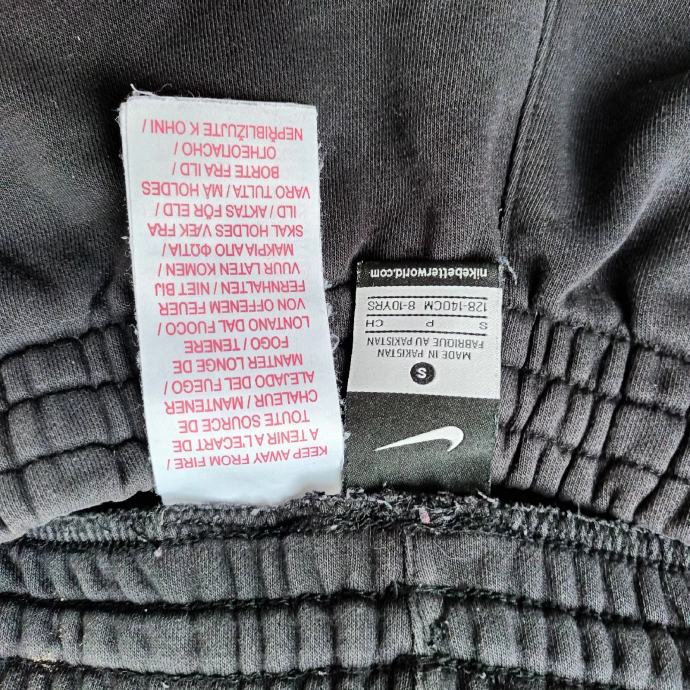 KEEP AWAY FROM FIRE /
A TENIR A L'ECART DE
TOUTE SOURCE DE
CHALEUR / MANTENER
ALEJADO DEL FUEGO /
MANTER LONGE DE
FOGO / TENERE
LONTANO DAL FUOCO /
VON OFFENEM FEUER
FERNHALTEN / NIET BIJ
VUUR LATEN KOMEN /
ΜΑΚΡΙΑ ΑΠΟ ΦΩΤΙΑ /
SKAL HOLDES VÆK FRA
ILD / AKTAS FÖR ELD /
VARO TULTA / MÅ HOLDES
BORTE FRA ILD /
ОГНЕОПАСНО /
NEPŘIBLIŽUJTE K OHNI /
S
MADE IN PAKISTAN
FABRIQUE AU PAKISTAN
S P CH
128-140CM 8-10YRS
nikebetterworld.com